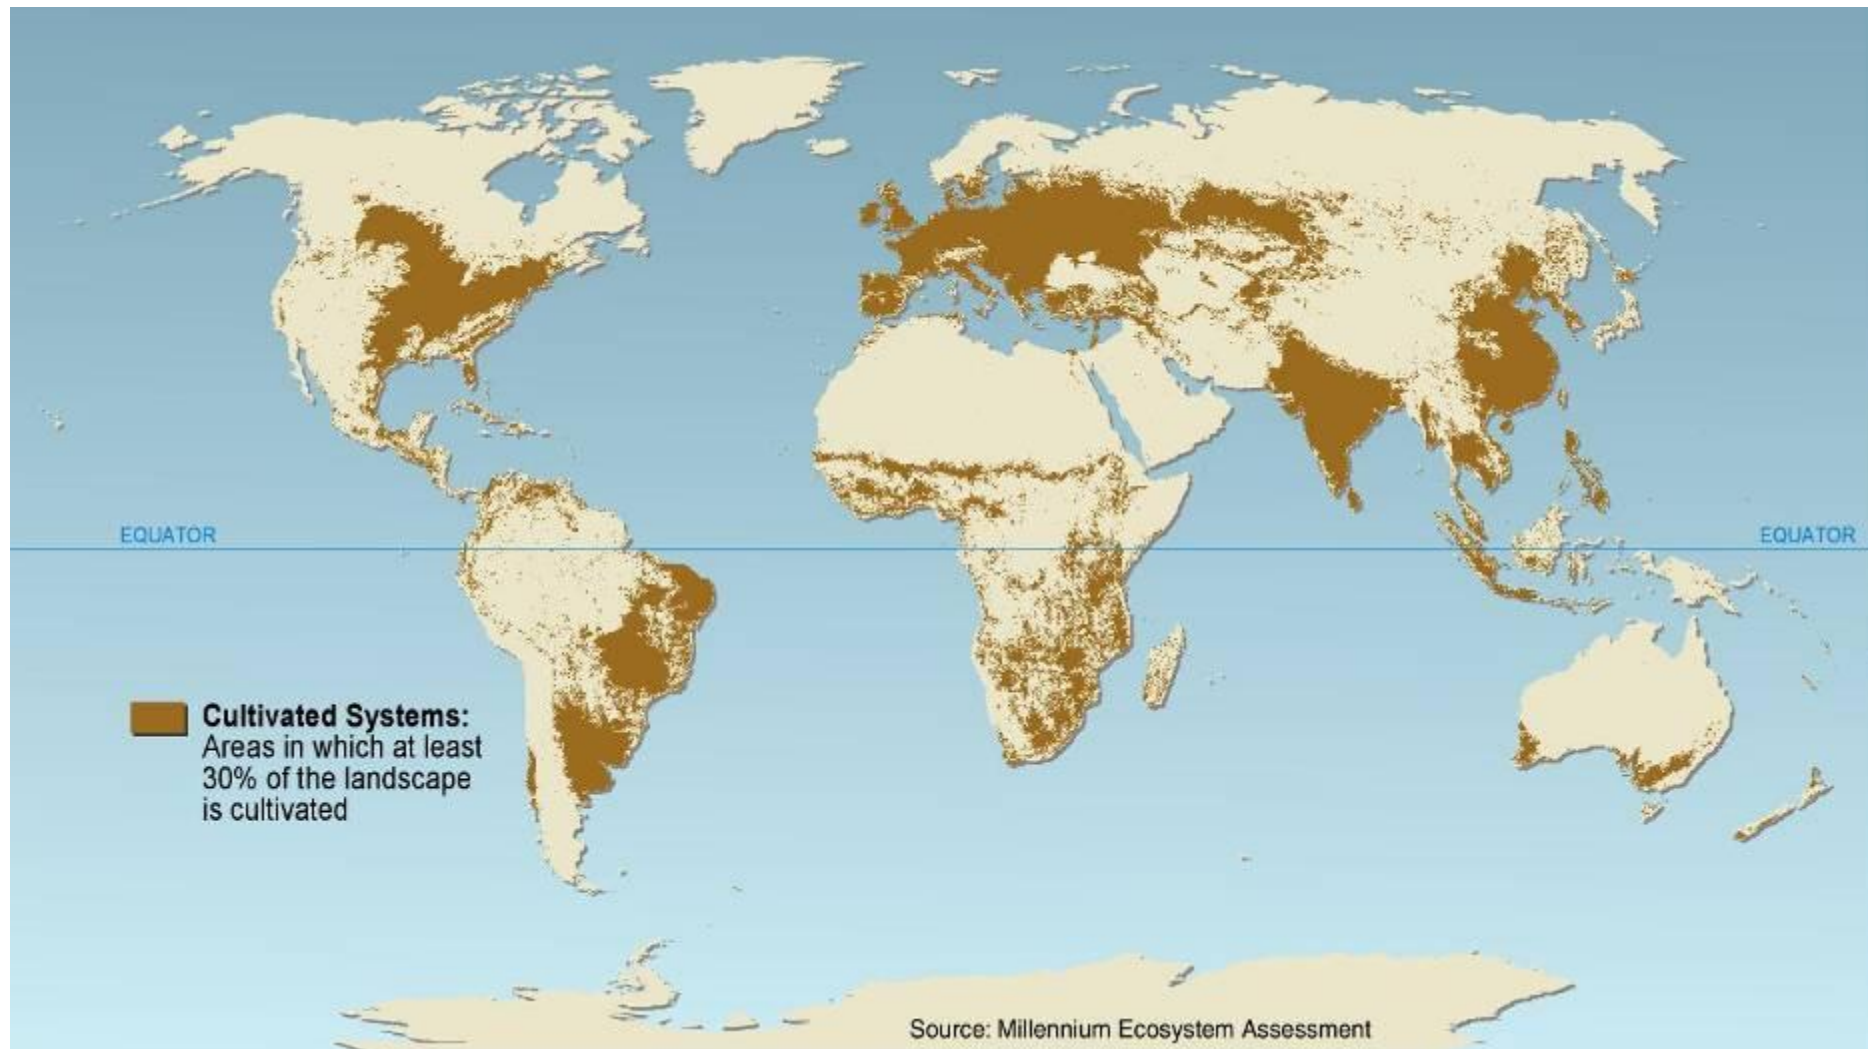 EQUATOR
EQUATOR
Cultivated Systems:
Areas in which at least
30% of the landscape
is cultivated
Source: Millennium Ecosystem Assessment